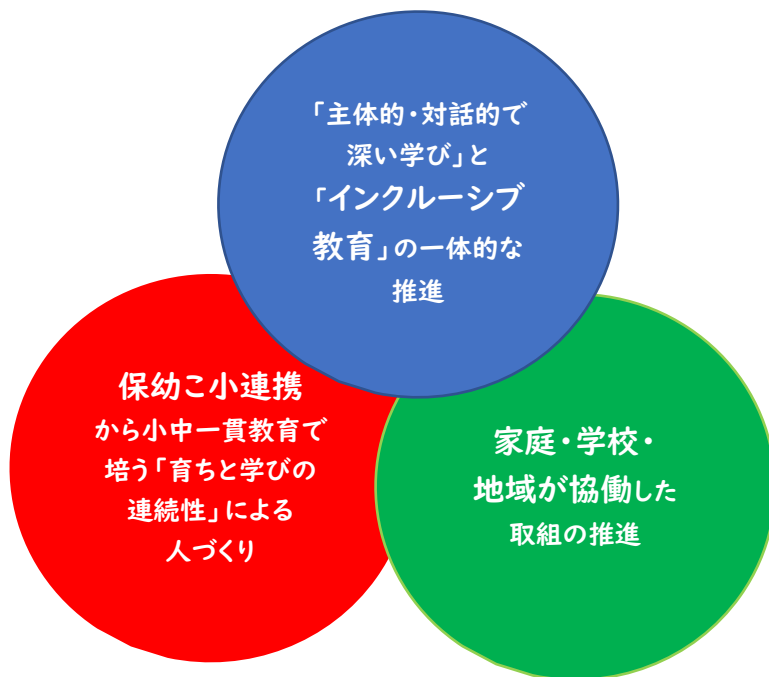 「主体的・対話的で
深い学び」と
「インクルーシブ
教育」の一体的な
推進
保幼こ小連携
から小中一貫教育で
培う「育ちと学びの
連続性」による
人づくり
家庭・学校・
地域が協働した
取組の推進